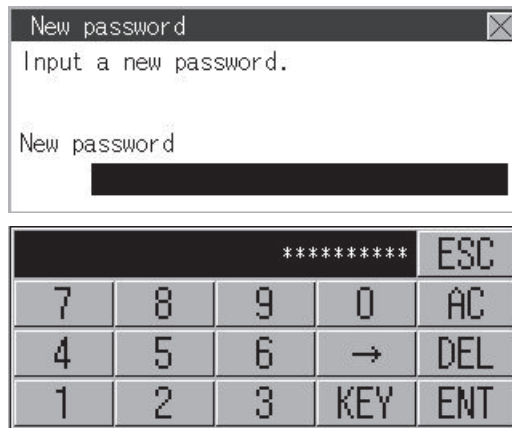 New password
Input a new password.
New password
********** ESC
7 8 9 0 AC
4 5 6 → DEL
1 2 3 KEY ENT